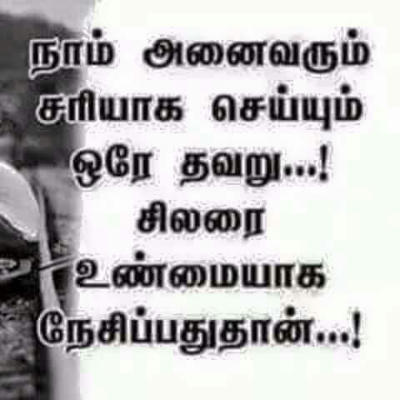 நாம் அனைவரும்
சரியாக செய்யும்
ஒரே தவறு...!
சிலரை
உண்மையாக
நேசிப்பதுதான்...!